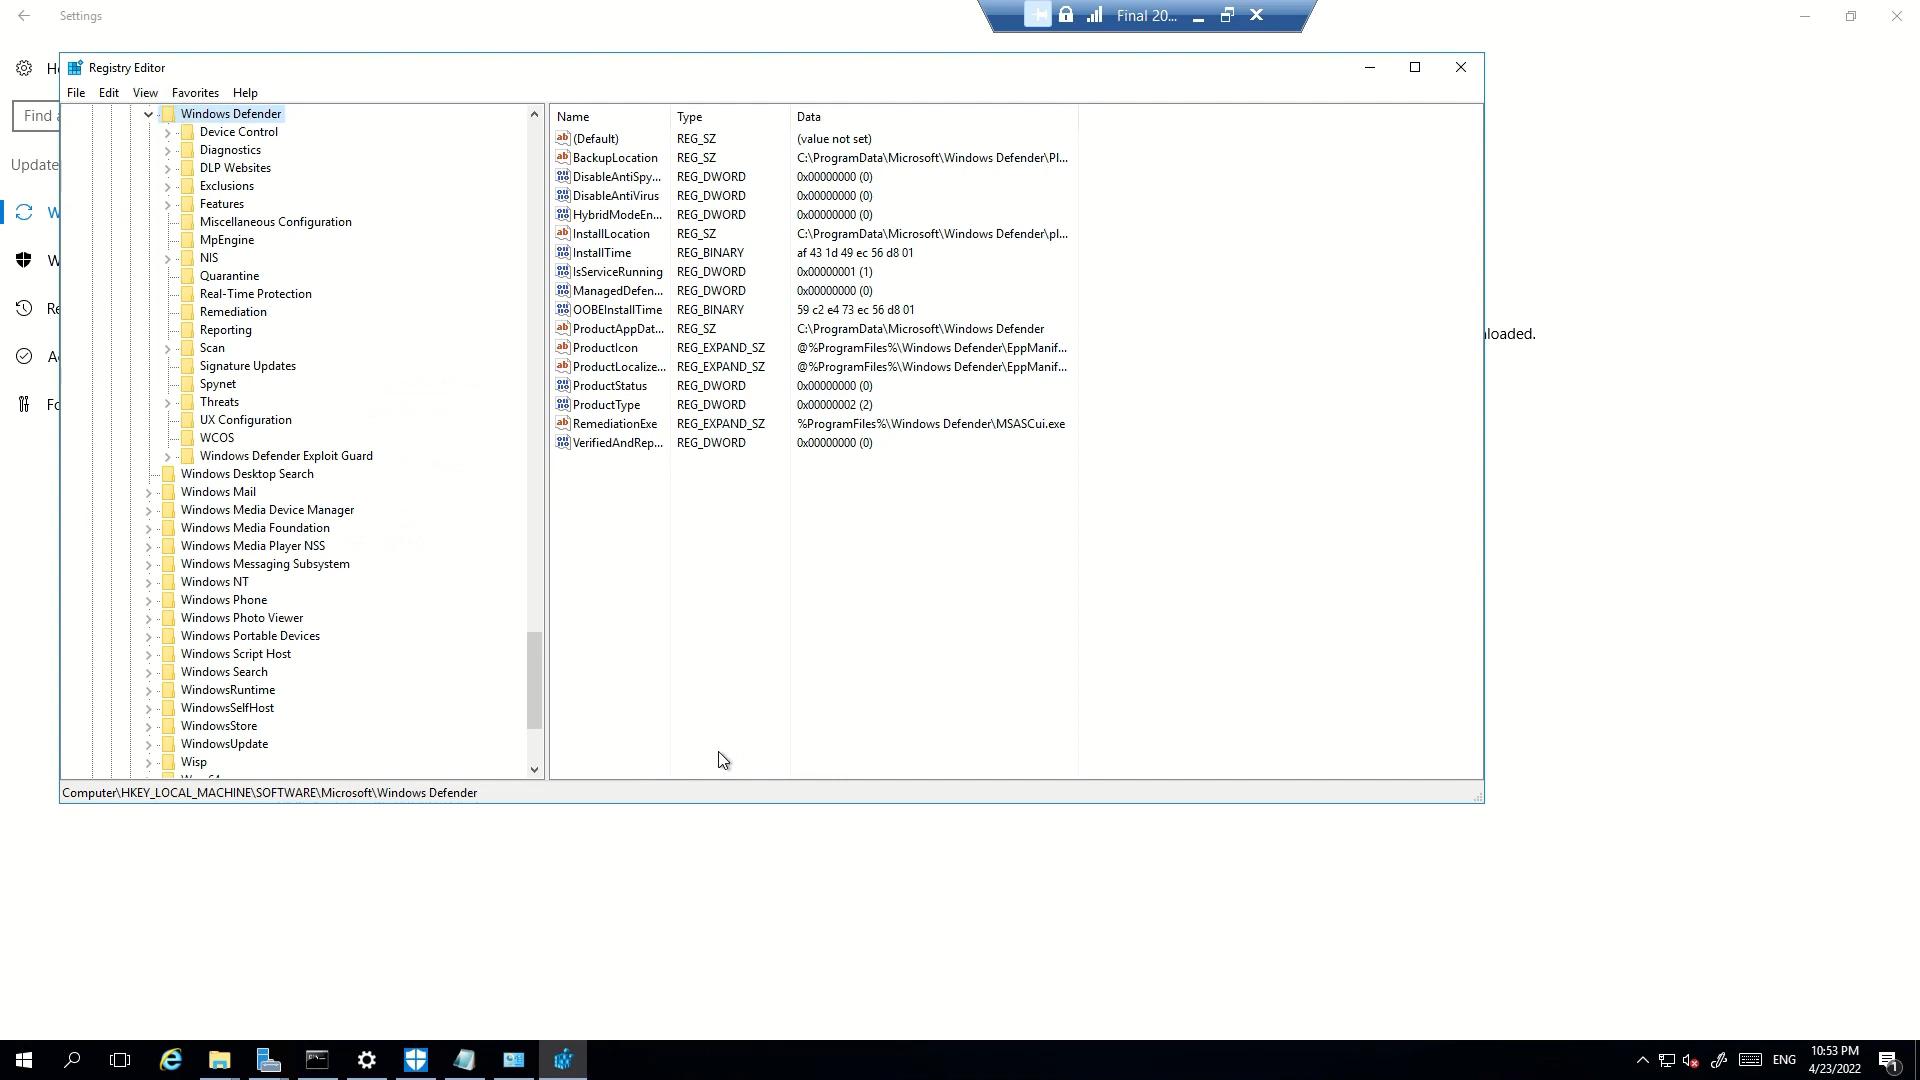 Settings
Final 20...
Registry Editor
File Edit View Favorites Help
Find
Update
Windows Defender
Device Control
Diagnostics
DLP Websites
Exclusions
Features
Miscellaneous Configuration
MpEngine
NIS
Quarantine
Real-Time Protection
Remediation
Reporting
Scan
Signature Updates
Spynet
Threats
UX Configuration
WCOS
Windows Defender Exploit Guard
Windows Desktop Search
Windows Mail
Windows Media Device Manager
Windows Media Foundation
Windows Media Player NSS
Windows Messaging Subsystem
Windows NT
Windows Phone
Windows Photo Viewer
Windows Portable Devices
Windows Script Host
Windows Search
WindowsRuntime
WindowsSelfHost
WindowsStore
WindowsUpdate
Wisp
Name Type Data
(Default) REG_SZ (value not set)
BackupLocation REG_SZ C:\ProgramData\Microsoft\Windows Defender\Pl...
DisableAntiSpy... REG_DWORD 0x00000000 (0)
DisableAntiVirus REG_DWORD 0x00000000 (0)
HybridModeEn... REG_DWORD 0x00000000 (0)
InstallLocation REG_SZ C:\ProgramData\Microsoft\Windows Defender\pl...
InstallTime REG_BINARY af 43 1d 49 ec 56 d8 01
IsServiceRunning REG_DWORD 0x00000001 (1)
ManagedDefen... REG_DWORD 0x00000000 (0)
OOBEInstallTime REG_BINARY 59 c2 e4 73 ec 56 d8 01
ProductAppDat... REG_SZ C:\ProgramData\Microsoft\Windows Defender
ProductIcon REG_EXPAND_SZ @%ProgramFiles%\Windows Defender\EppManif...
ProductLocalize... REG_EXPAND_SZ @%ProgramFiles%\Windows Defender\EppManif...
ProductStatus REG_DWORD 0x00000000 (0)
ProductType REG_DWORD 0x00000002 (2)
RemediationExe REG_EXPAND_SZ %ProgramFiles%\Windows Defender\MSASCui.exe
VerifiedAndRep... REG_DWORD 0x00000000 (0)
loaded.
Computer\HKEY_LOCAL_MACHINE\SOFTWARE\Microsoft\Windows Defender
ENG
10:53 PM
4/23/2022
1